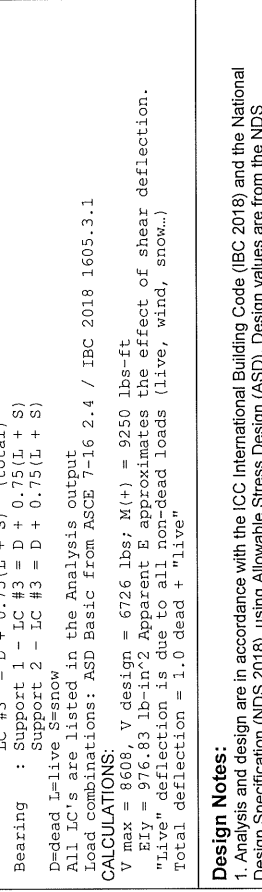 LC #3 = D + 0.75(L + S) (total)
Bearing : Support 1 - LC #3 = D + 0.75(L + S)
Support 2 - LC #3 = D + 0.75(L + S)
D=dead L=live S=snow
All LC's are listed in the Analysis output
Load combinations: ASD Basic from ASCE 7-16 2.4 / IBC 2018 1605.3.1
CALCULATIONS:
V max = 8608, V design = 6726 lbs; M(+) = 9250 lbs-ft
EIy = 976.83 lb-in^2 Apparent E approximates the effect of shear deflection.
"Live" deflection is due to all non-dead loads (live, wind, snow…)
Total deflection = 1.0 dead + "live"
Design Notes:
1. Analysis and design are in accordance with the ICC International Building Code (IBC 2018) and the National
Design Specification (NDS 2018), using Allowable Stress Design (ASD). Design values are from the NDS